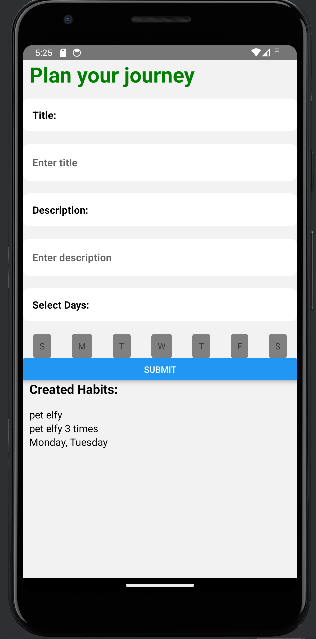 5:25
Plan your journey
Title:
Enter title
Description:
Enter description
Select Days:
S M T W T F S
SUBMIT
Created Habits:
pet elfy
pet elfy 3 times
Monday, Tuesday